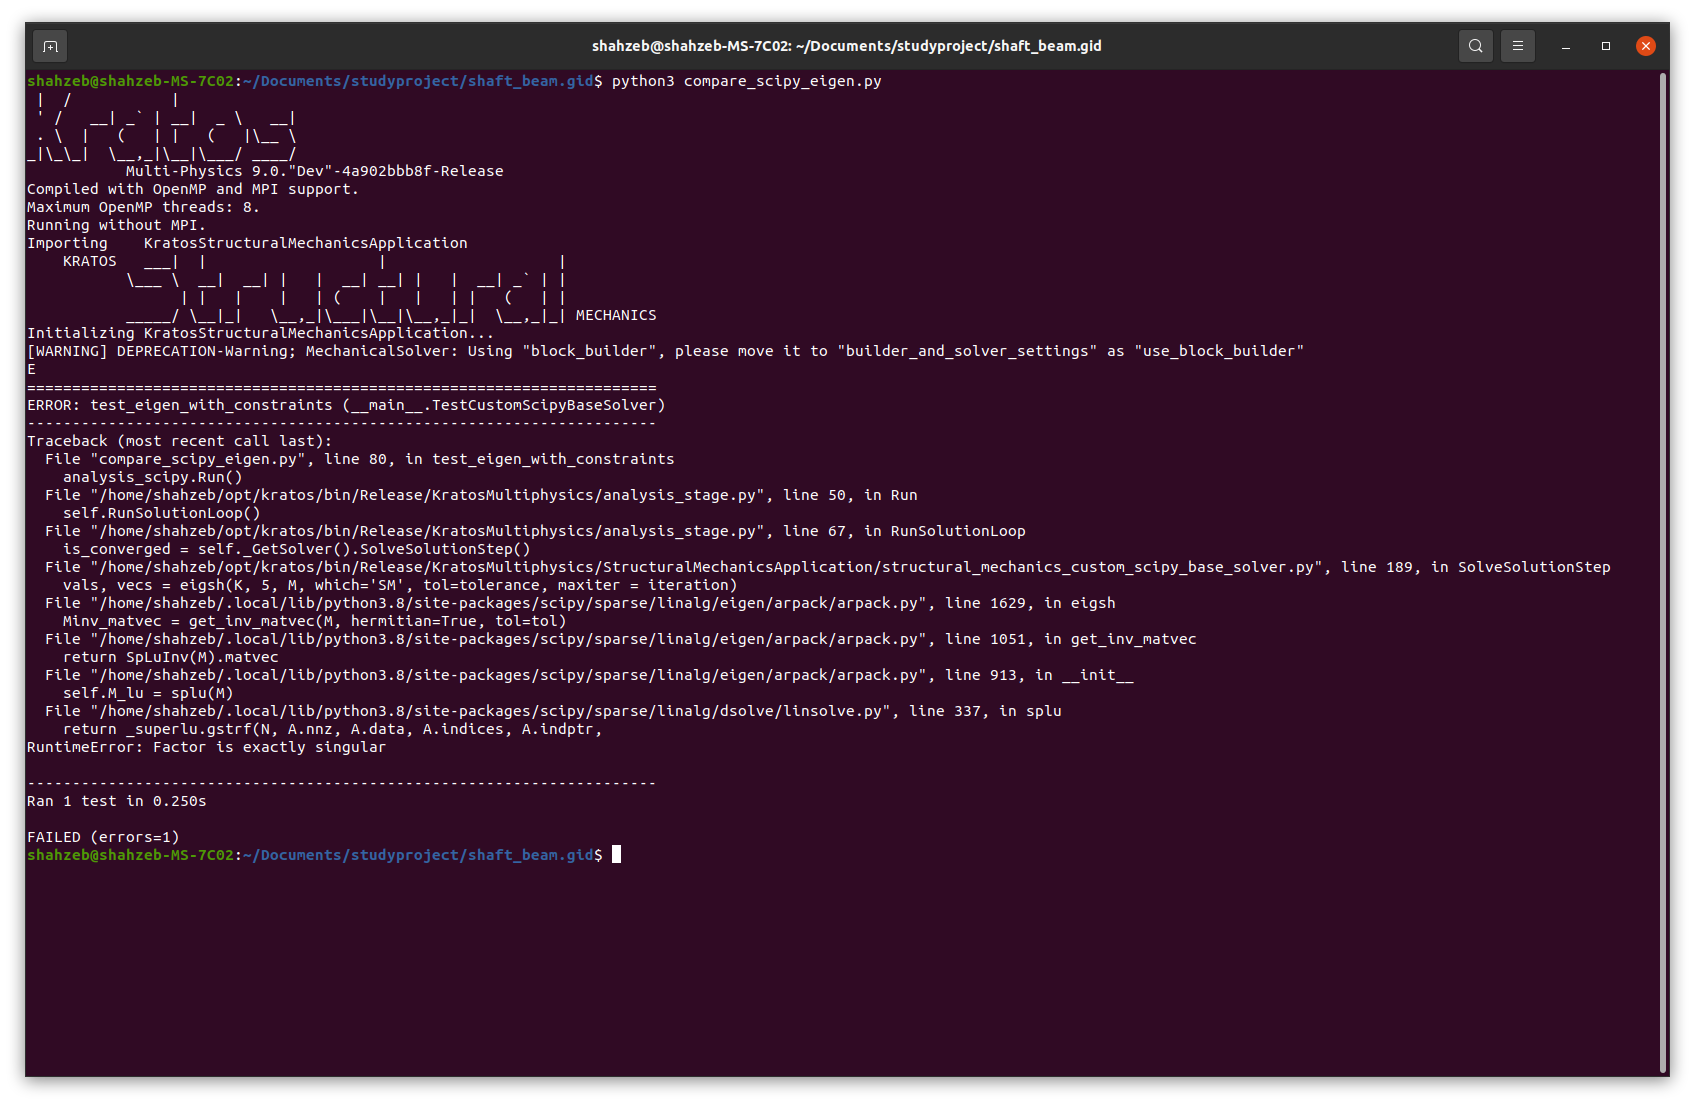 shahzeb@shahzeb-MS-7C02: ~/Documents/studyproject/shaft_beam.gid
shahzeb@shahzeb-MS-7C02:~/Documents/studyproject/shaft_beam.gid$ python3 compare_scipy_eigen.py
 |  /           |
 ' /   __| _` | __|  _ \   __|
 . \  |   (   | |   (   |\__ \
_|\_\_|  \__,_|\__|\___/ ____/
           Multi-Physics 9.0."Dev"-4a902bbb8f-Release
Compiled with OpenMP and MPI support.
Maximum OpenMP threads: 8.
Running without MPI.
Importing    KratosStructuralMechanicsApplication
    KRATOS   ___|  |                   |                   |
           \___ \  __|  __| |   |  __| __| |   |  __| _` | |
                 | |   |    |   | (    |   |   | |   (   | |
           _____/ \__|_|   \__,_|\___|\__|\__,_|_|  \__,_|_| MECHANICS
Initializing KratosStructuralMechanicsApplication...
[WARNING] DEPRECATION-Warning; MechanicalSolver: Using "block_builder", please move it to "builder_and_solver_settings" as "use_block_builder"
E
======================================================================
ERROR: test_eigen_with_constraints (__main__.TestCustomScipyBaseSolver)
----------------------------------------------------------------------
Traceback (most recent call last):
  File "compare_scipy_eigen.py", line 80, in test_eigen_with_constraints
    analysis_scipy.Run()
  File "/home/shahzeb/opt/kratos/bin/Release/KratosMultiphysics/analysis_stage.py", line 50, in Run
    self.RunSolutionLoop()
  File "/home/shahzeb/opt/kratos/bin/Release/KratosMultiphysics/analysis_stage.py", line 67, in RunSolutionLoop
    is_converged = self._GetSolver().SolveSolutionStep()
  File "/home/shahzeb/opt/kratos/bin/Release/KratosMultiphysics/StructuralMechanicsApplication/structural_mechanics_custom_scipy_base_solver.py", line 189, in SolveSolutionStep
    vals, vecs = eigsh(K, 5, M, which='SM', tol=tolerance, maxiter = iteration)
  File "/home/shahzeb/.local/lib/python3.8/site-packages/scipy/sparse/linalg/eigen/arpack/arpack.py", line 1629, in eigsh
    Minv_matvec = get_inv_matvec(M, hermitian=True, tol=tol)
  File "/home/shahzeb/.local/lib/python3.8/site-packages/scipy/sparse/linalg/eigen/arpack/arpack.py", line 1051, in get_inv_matvec
    return SpLuInv(M).matvec
  File "/home/shahzeb/.local/lib/python3.8/site-packages/scipy/sparse/linalg/eigen/arpack/arpack.py", line 913, in __init__
    self.M_lu = splu(M)
  File "/home/shahzeb/.local/lib/python3.8/site-packages/scipy/sparse/linalg/dsolve/linsolve.py", line 337, in splu
    return _superlu.gstrf(N, A.nnz, A.data, A.indices, A.indptr,
RuntimeError: Factor is exactly singular
----------------------------------------------------------------------
Ran 1 test in 0.250s
FAILED (errors=1)
shahzeb@shahzeb-MS-7C02:~/Documents/studyproject/shaft_beam.gid$